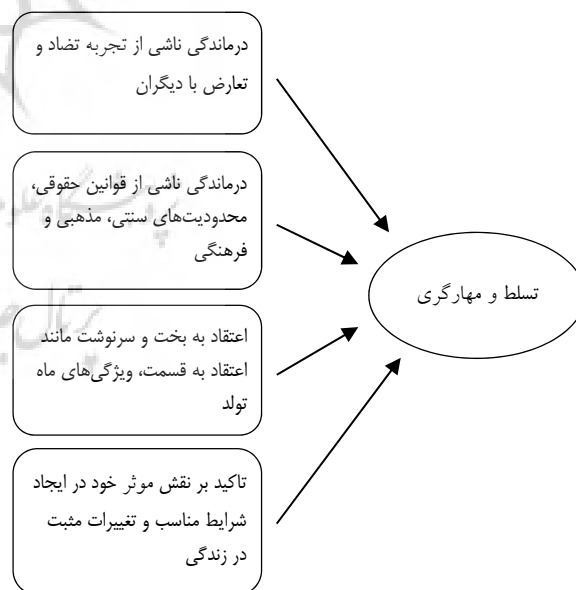 درماندگی ناشی از تجربه تضاد و
تعارض با دیگران
درماندگی ناشی از قوانین حقوقی،
محدودیت‌های سنتی، مذهبی و
فرهنگی
تسلط و مهارگری
اعتقاد به بخت و سرنوشت مانند
اعتقاد به قسمت، ویژگی‌های ماه
تولد
تاکید بر نقش موثر خود در ایجاد
شرایط مناسب و تغییرات مثبت
در زندگی